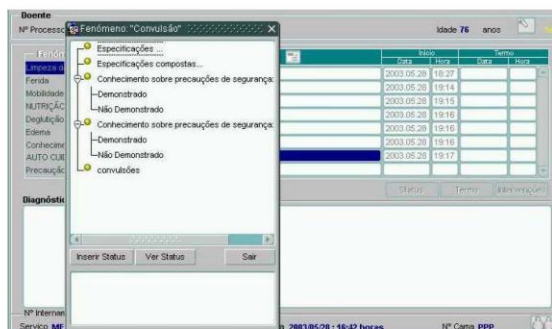 Doente
Nº Processo
Idade 76 anos
Fenómeno: "Convulsão"
Especificações ...
Especificações compostas...
Conhecimento sobre precauções de segurança:
Demonstrado
Não Demonstrado
Conhecimento sobre precauções de segurança:
Demonstrado
Não Demonstrado
convulsões
Inserir Status Ver Status Sair
Início Termo
Data Hora Data Hora
Limpeza d
Ferida
Mobilidade
NUTRIÇÃO
Deglutição
Edema
Conhecime
AUTO CUI
Precaução
2003.05.28 18:27
2003.05.28 19:14
2003.05.28 19:15
2003.05.28 19:16
2003.05.28 19:16
2003.05.28 19:16
2003.05.28 19:17
Status Termo Intervenções
Diagnóstic
Nº Internan
Serviço 2003/05/28 : 16:42 horas Nº Cama PPP